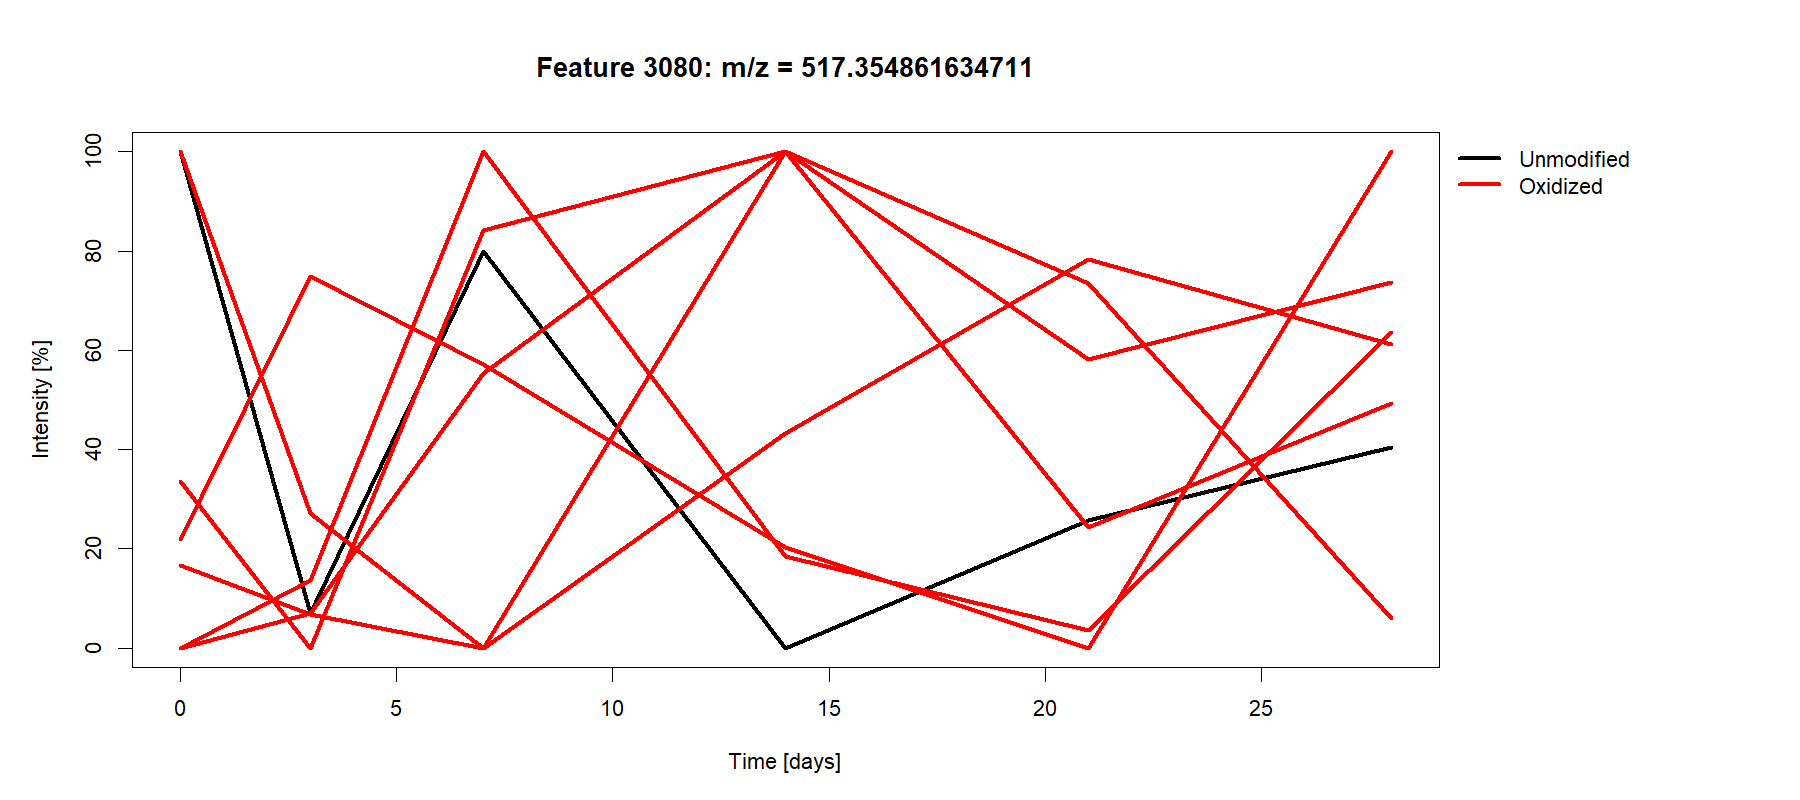 Feature 3080: m/z = 517.354861634711
Unmodified
Oxidized
Intensity [%]
100
80
60
40
20
0
0 5 10 15 20 25
Time [days]